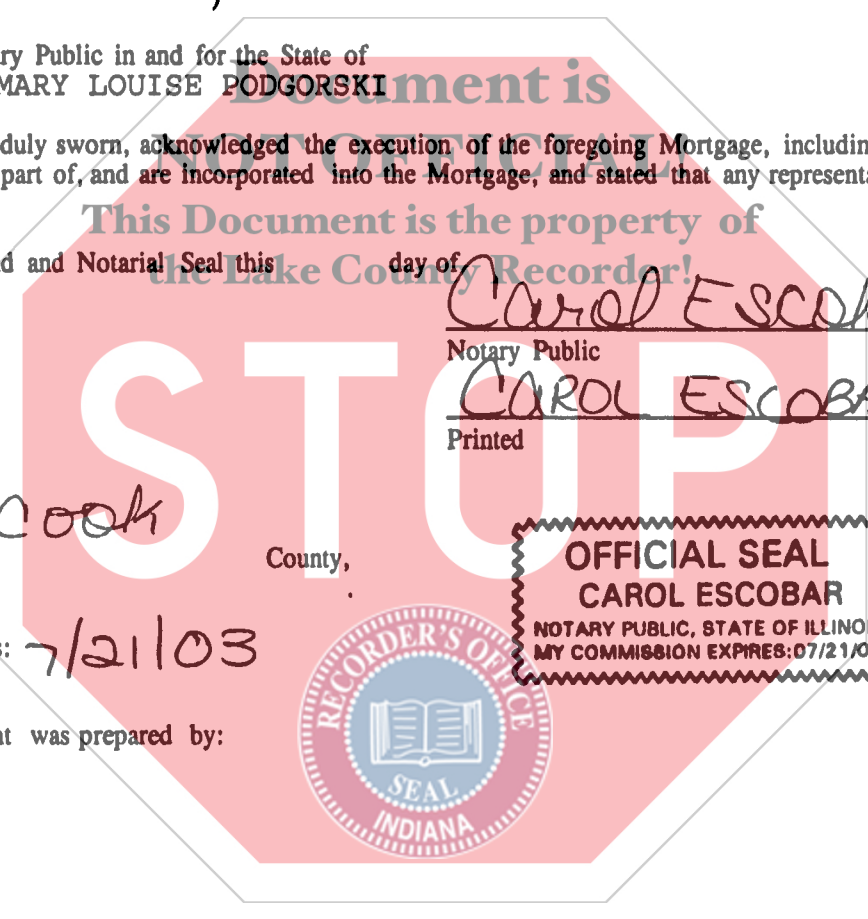 ry Public in and for the State of
MARY LOUISE PODGORSKI
Document is
duly sworn, acknowledged the execution of the foregoing Mortgage, includin
NOT OFFICIAL!
part of, and are incorporated into the Mortgage, and stated that any represent
This Document is the property of
d and Notarial Seal this day of
the Lake County Recorder!
Carol Escob
Notary Public
CAROL ESCOBA
Printed
STOP
Cook
County,
OFFICIAL SEAL
CAROL ESCOBAR
NOTARY PUBLIC, STATE OF ILLINOI
MY COMMISSION EXPIRES:07/21/0
s: 7/21/03
RECORDER'S OFFICE
SEAL
INDIANA
nt was prepared by: